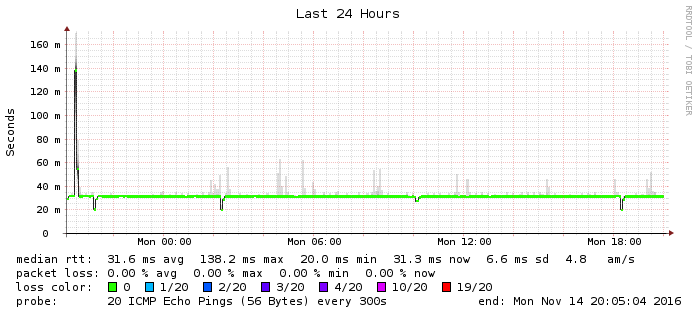 Last 24 Hours
RRDTOOL / TOBI OETIKER
Seconds
160 m
140 m
120 m
100 m
80 m
60 m
40 m
20 m
0
Mon 00:00 Mon 06:00 Mon 12:00 Mon 18:00
median rtt: 31.6 ms avg 138.2 ms max 20.0 ms min 31.3 ms now 6.6 ms sd 4.8 am/s
packet loss: 0.00 % avg 0.00 % max 0.00 % min 0.00 % now
loss color: 0 1/20 2/20 3/20 4/20 10/20 19/20
probe: 20 ICMP Echo Pings (56 Bytes) every 300s end: Mon Nov 14 20:05:04 2016